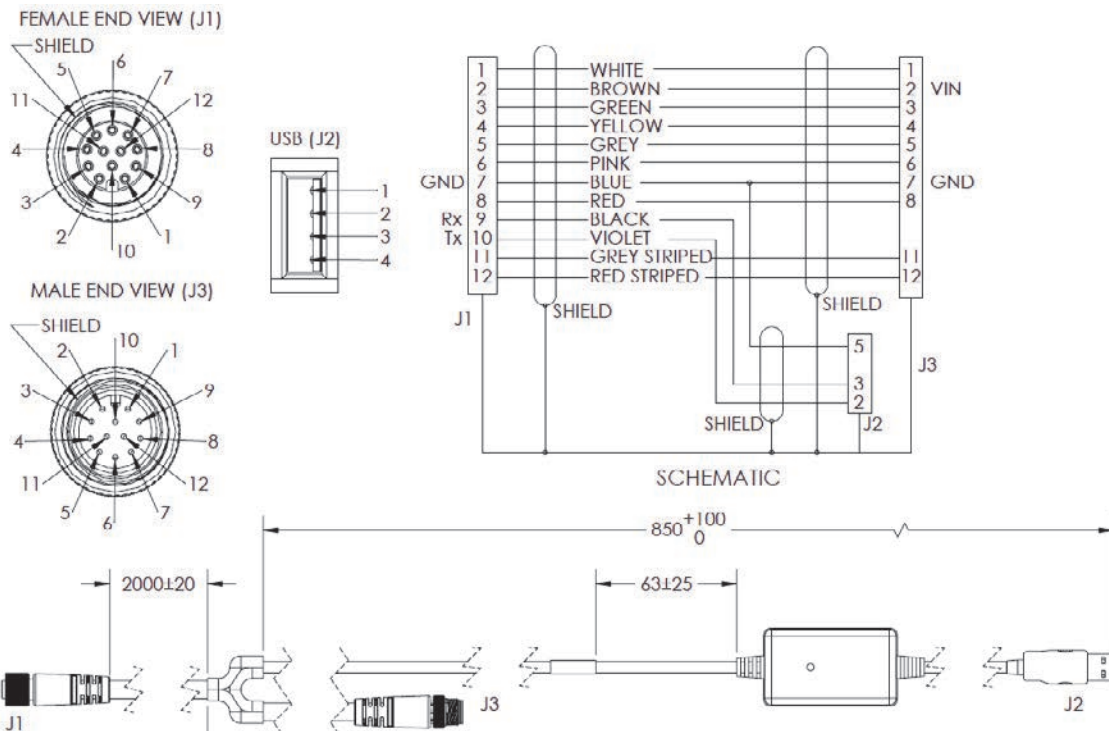 FEMALE END VIEW (J1)
SHIELD
5
6
7
11
12
4
8
3
9
2
1
10
USB (J2)
1
2
3
4
MALE END VIEW (J3)
SHIELD
10
2
1
3
9
4
8
11
12
5
7
6
1 WHITE 1
2 BROWN 2 VIN
3 GREEN 3
4 YELLOW 4
5 GREY 5
6 PINK 6
GND 7 BLUE 7 GND
8 RED 8
Rx 9 BLACK
Tx 10 VIOLET
11 GREY STRIPED 11
12 RED STRIPED 12
SHIELD
SHIELD
J1
5
J3
3
2
SHIELD
J2
SCHEMATIC
850 +100 0
2000±20
63±25
J1
J3
J2